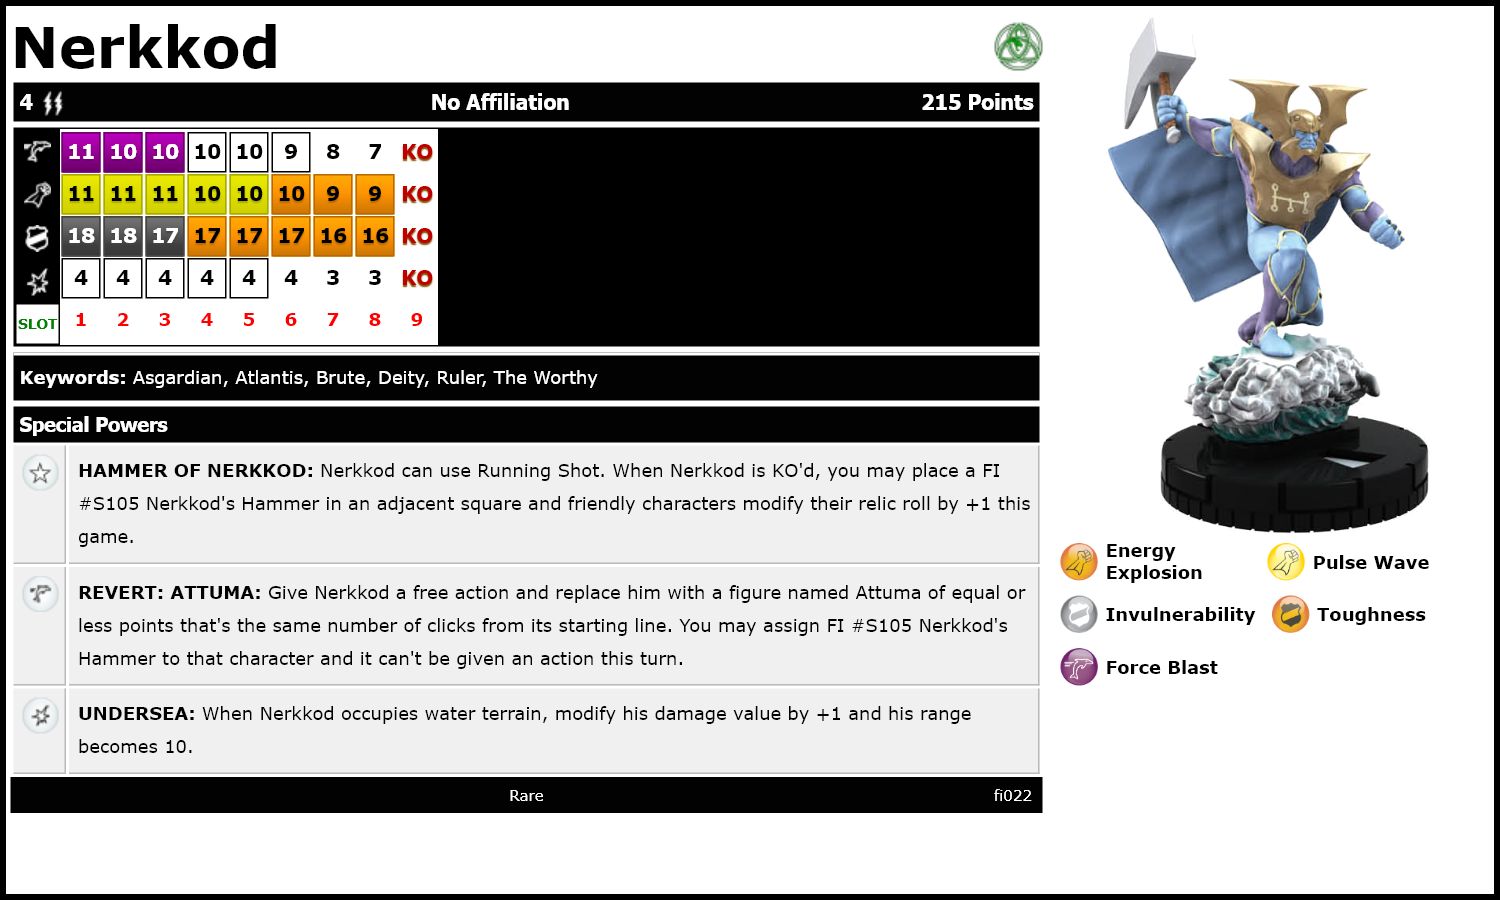 Nerkkod
4 No Affiliation 215 Points
11 10 10 10 10 9 8 7 KO
11 11 11 10 10 10 9 9 KO
18 18 17 17 17 17 16 16 KO
4 4 4 4 4 4 3 3 KO
SLOT 1 2 3 4 5 6 7 8 9
Keywords: Asgardian, Atlantis, Brute, Deity, Ruler, The Worthy
Special Powers
HAMMER OF NERKKOD: Nerkkod can use Running Shot. When Nerkkod is KO'd, you may place a FI
#S105 Nerkkod's Hammer in an adjacent square and friendly characters modify their relic roll by +1 this
game.
REVERT: ATTUMA: Give Nerkkod a free action and replace him with a figure named Attuma of equal or
less points that's the same number of clicks from its starting line. You may assign FI #S105 Nerkkod's
Hammer to that character and it can't be given an action this turn.
UNDERSEA: When Nerkkod occupies water terrain, modify his damage value by +1 and his range
becomes 10.
Rare fi022
Energy
Explosion
Pulse Wave
Invulnerability
Toughness
Force Blast